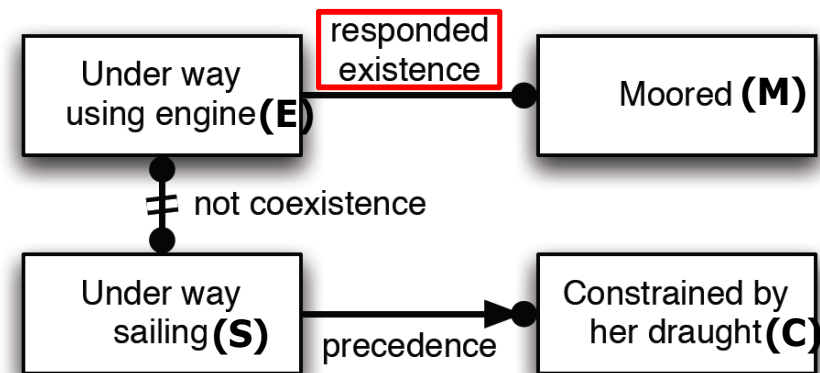 responded
existence
Under way
using engine (E)
Moored (M)
not coexistence
Under way
sailing (S)
Constrained by
her draught (C)
precedence